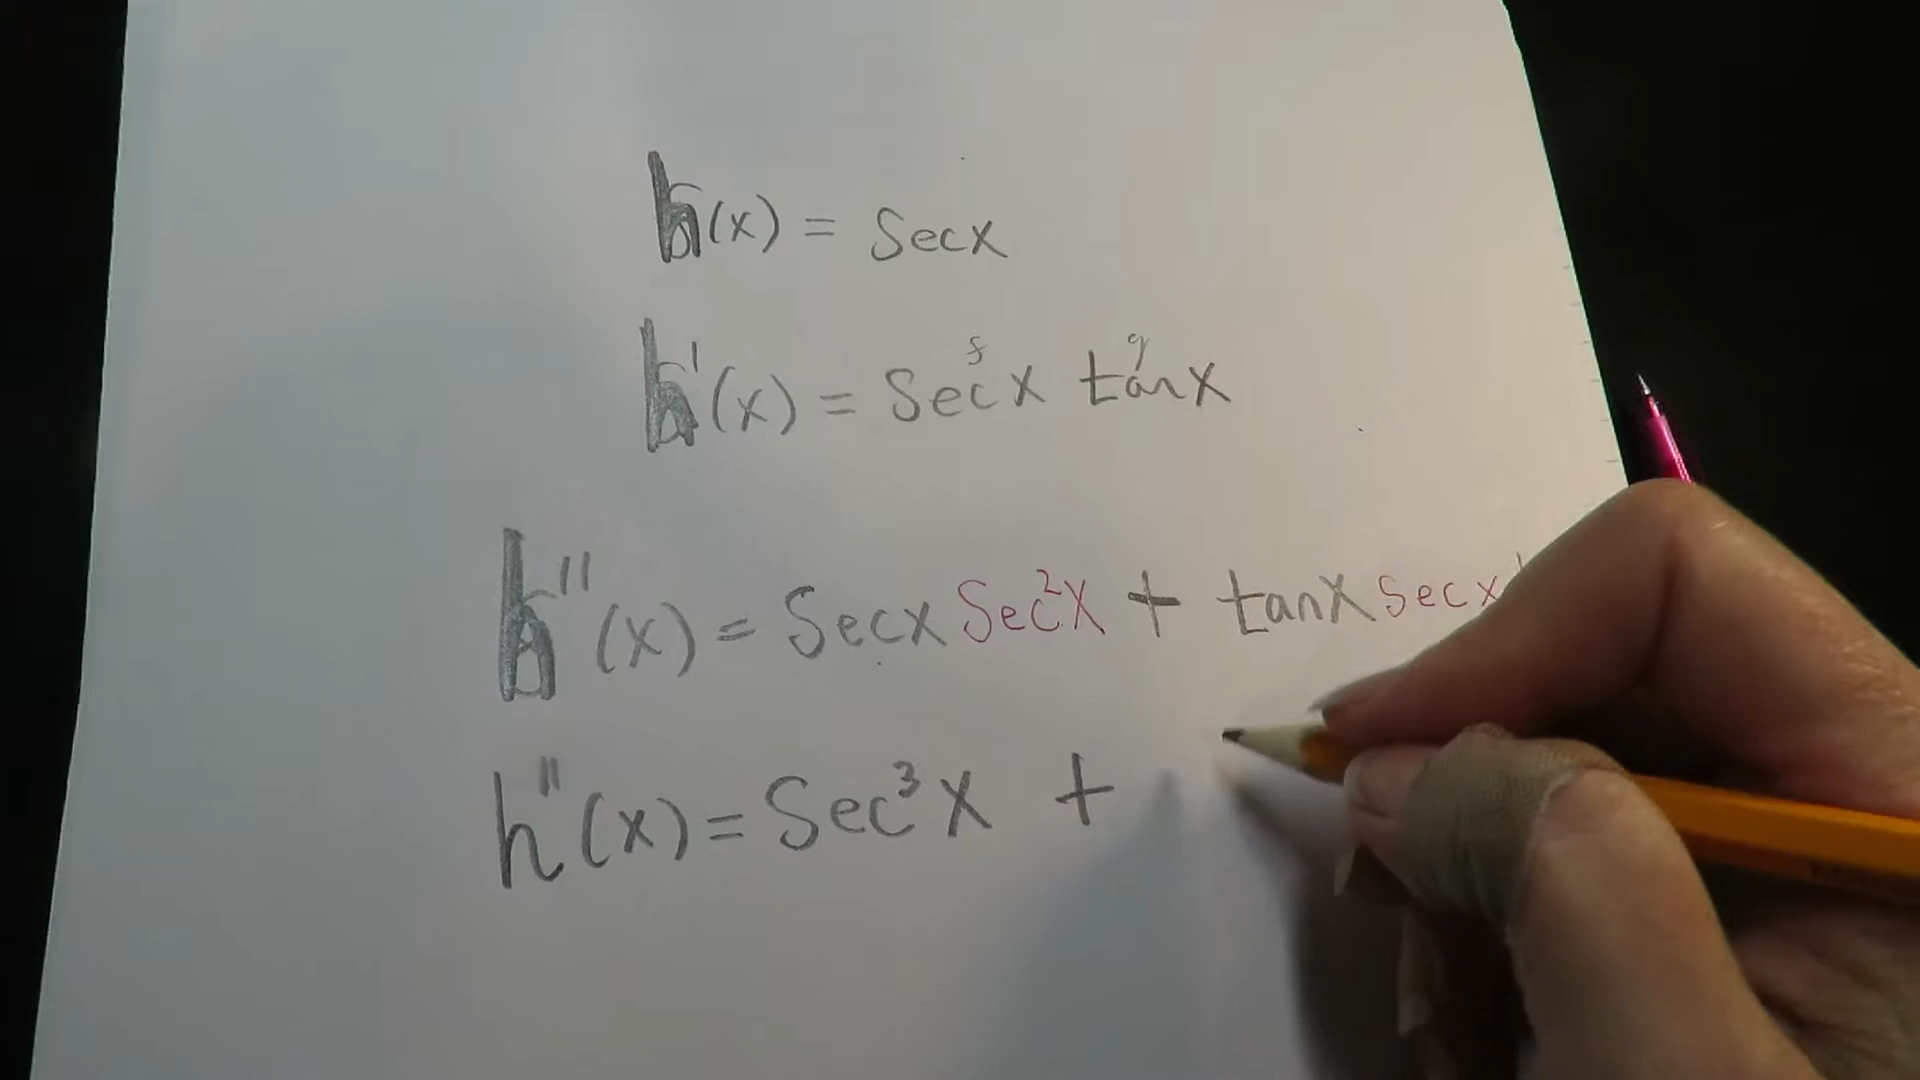 h(x) = Secx
f g
h'(x) = Secx tanx
h''(x) = Secx Sec²x + tanx Secx
h''(x) = Sec³x +